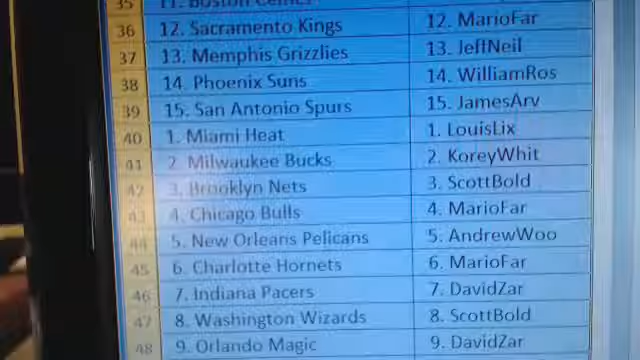 35 11. Boston Celtics
36 12. Sacramento Kings 12. MarioFar
37 13. Memphis Grizzlies 13. JeffNeil
38 14. Phoenix Suns 14. WilliamRos
39 15. San Antonio Spurs 15. JamesArv
40 1. Miami Heat 1. LouisLix
41 2. Milwaukee Bucks 2. KoreyWhit
42 3. Brooklyn Nets 3. ScottBold
43 4. Chicago Bulls 4. MarioFar
44 5. New Orleans Pelicans 5. AndrewWoo
45 6. Charlotte Hornets 6. MarioFar
46 7. Indiana Pacers 7. DavidZar
47 8. Washington Wizards 8. ScottBold
48 9. Orlando Magic 9. DavidZar